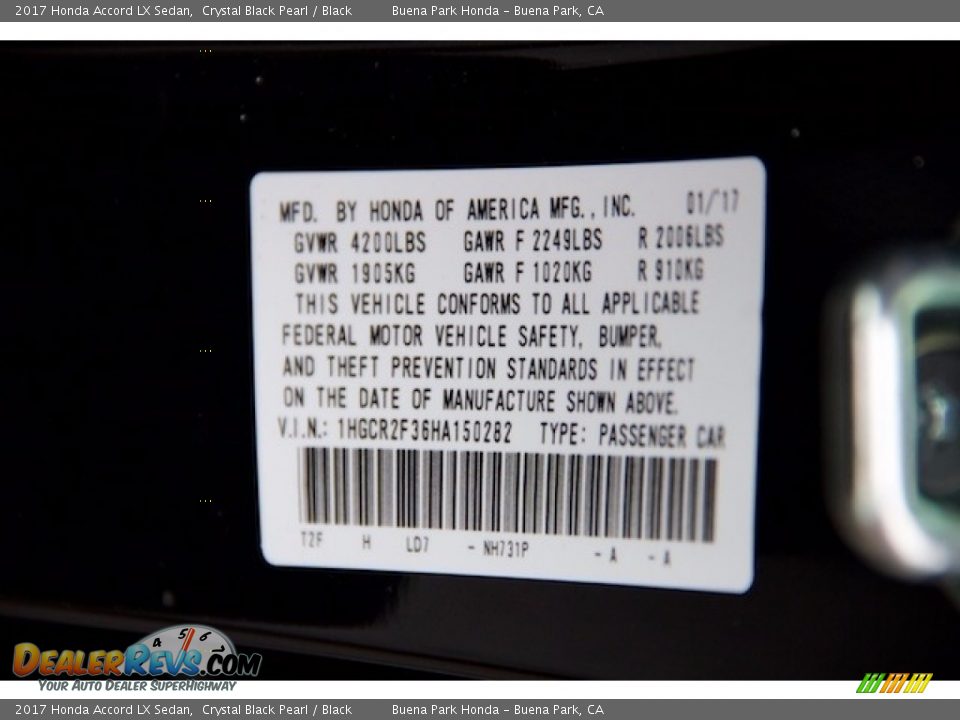 2017 Honda Accord LX Sedan, Crystal Black Pearl / Black Buena Park Honda - Buena Park, CA
MFD. BY HONDA OF AMERICA MFG., INC. 01/17
GVWR 4200LBS GAWR F 2249LBS R 2006LBS
GVWR 1905KG GAWR F 1020KG R 910KG
THIS VEHICLE CONFORMS TO ALL APPLICABLE
FEDERAL MOTOR VEHICLE SAFETY, BUMPER,
AND THEFT PREVENTION STANDARDS IN EFFECT
ON THE DATE OF MANUFACTURE SHOWN ABOVE.
V.I.N.: 1HGCR2F36HA150282 TYPE: PASSENGER CAR
T2F H LD7 - NH731P - A - A
4 5 6 7
DEALERREVS.COM
YOUR AUTO DEALER SUPERHIGHWAY
2017 Honda Accord LX Sedan, Crystal Black Pearl / Black Buena Park Honda - Buena Park, CA